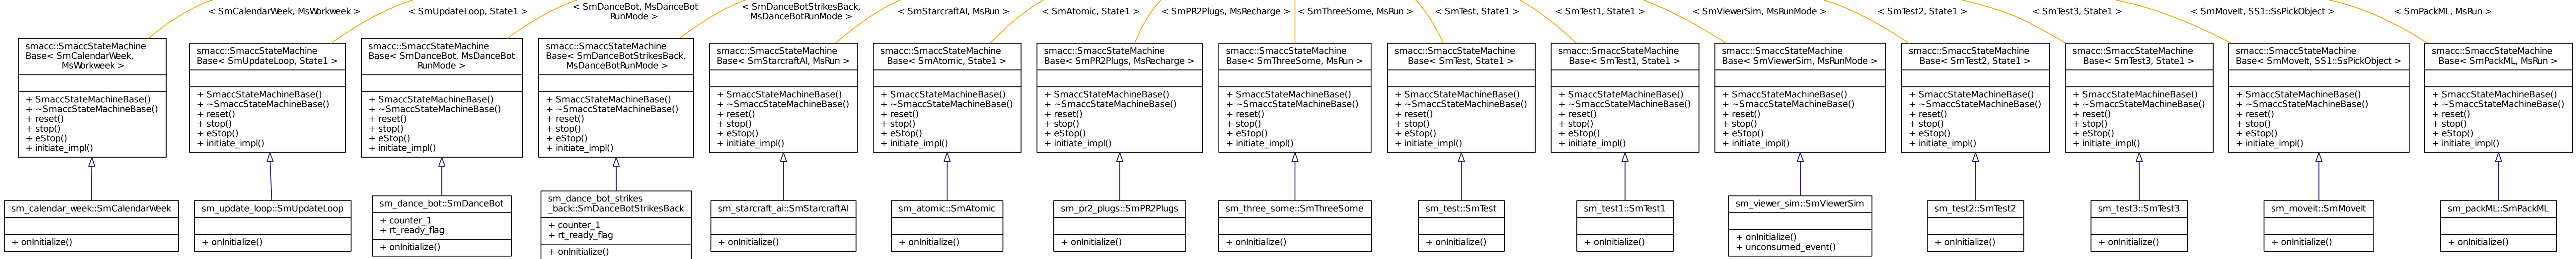 < SmCalendarWeek, MsWorkweek >
< SmUpdateLoop, State1 >
< SmDanceBot, MsDanceBot
RunMode >
< SmDanceBotStrikesBack,
MsDanceBotRunMode >
< SmStarcraftAI, MsRun >
< SmAtomic, State1 >
< SmPR2Plugs, MsRecharge >
< SmThreeSome, MsRun >
< SmTest, State1 >
< SmTest1, State1 >
< SmViewerSim, MsRunMode >
< SmTest2, State1 >
< SmTest3, State1 >
< SmMoveIt, SS1::SsPickObject >
< SmPackML, MsRun >
smacc::SmaccStateMachine
Base< SmCalendarWeek,
MsWorkweek >
+ SmaccStateMachineBase()
+ ~SmaccStateMachineBase()
+ reset()
+ stop()
+ eStop()
+ initiate_impl()
smacc::SmaccStateMachine
Base< SmUpdateLoop, State1 >
+ SmaccStateMachineBase()
+ ~SmaccStateMachineBase()
+ reset()
+ stop()
+ eStop()
+ initiate_impl()
smacc::SmaccStateMachine
Base< SmDanceBot, MsDanceBot
RunMode >
+ SmaccStateMachineBase()
+ ~SmaccStateMachineBase()
+ reset()
+ stop()
+ eStop()
+ initiate_impl()
smacc::SmaccStateMachine
Base< SmDanceBotStrikesBack,
MsDanceBotRunMode >
+ SmaccStateMachineBase()
+ ~SmaccStateMachineBase()
+ reset()
+ stop()
+ eStop()
+ initiate_impl()
smacc::SmaccStateMachine
Base< SmStarcraftAI, MsRun >
+ SmaccStateMachineBase()
+ ~SmaccStateMachineBase()
+ reset()
+ stop()
+ eStop()
+ initiate_impl()
smacc::SmaccStateMachine
Base< SmAtomic, State1 >
+ SmaccStateMachineBase()
+ ~SmaccStateMachineBase()
+ reset()
+ stop()
+ eStop()
+ initiate_impl()
smacc::SmaccStateMachine
Base< SmPR2Plugs, MsRecharge >
+ SmaccStateMachineBase()
+ ~SmaccStateMachineBase()
+ reset()
+ stop()
+ eStop()
+ initiate_impl()
smacc::SmaccStateMachine
Base< SmThreeSome, MsRun >
+ SmaccStateMachineBase()
+ ~SmaccStateMachineBase()
+ reset()
+ stop()
+ eStop()
+ initiate_impl()
smacc::SmaccStateMachine
Base< SmTest, State1 >
+ SmaccStateMachineBase()
+ ~SmaccStateMachineBase()
+ reset()
+ stop()
+ eStop()
+ initiate_impl()
smacc::SmaccStateMachine
Base< SmTest1, State1 >
+ SmaccStateMachineBase()
+ ~SmaccStateMachineBase()
+ reset()
+ stop()
+ eStop()
+ initiate_impl()
smacc::SmaccStateMachine
Base< SmViewerSim, MsRunMode >
+ SmaccStateMachineBase()
+ ~SmaccStateMachineBase()
+ reset()
+ stop()
+ eStop()
+ initiate_impl()
smacc::SmaccStateMachine
Base< SmTest2, State1 >
+ SmaccStateMachineBase()
+ ~SmaccStateMachineBase()
+ reset()
+ stop()
+ eStop()
+ initiate_impl()
smacc::SmaccStateMachine
Base< SmTest3, State1 >
+ SmaccStateMachineBase()
+ ~SmaccStateMachineBase()
+ reset()
+ stop()
+ eStop()
+ initiate_impl()
smacc::SmaccStateMachine
Base< SmMoveIt, SS1::SsPickObject >
+ SmaccStateMachineBase()
+ ~SmaccStateMachineBase()
+ reset()
+ stop()
+ eStop()
+ initiate_impl()
smacc::SmaccStateMachine
Base< SmPackML, MsRun >
+ SmaccStateMachineBase()
+ ~SmaccStateMachineBase()
+ reset()
+ stop()
+ eStop()
+ initiate_impl()
sm_calendar_week::SmCalendarWeek
+ onInitialize()
sm_update_loop::SmUpdateLoop
+ onInitialize()
sm_dance_bot::SmDanceBot
+ counter_1
+ rt_ready_flag
+ onInitialize()
sm_dance_bot_strikes
_back::SmDanceBotStrikesBack
+ counter_1
+ rt_ready_flag
+ onInitialize()
sm_starcraft_ai::SmStarcraftAI
+ onInitialize()
sm_atomic::SmAtomic
+ onInitialize()
sm_pr2_plugs::SmPR2Plugs
+ onInitialize()
sm_three_some::SmThreeSome
+ onInitialize()
sm_test::SmTest
+ onInitialize()
sm_test1::SmTest1
+ onInitialize()
sm_viewer_sim::SmViewerSim
+ onInitialize()
+ unconsumed_event()
sm_test2::SmTest2
+ onInitialize()
sm_test3::SmTest3
+ onInitialize()
sm_moveit::SmMoveIt
+ onInitialize()
sm_packML::SmPackML
+ onInitialize()